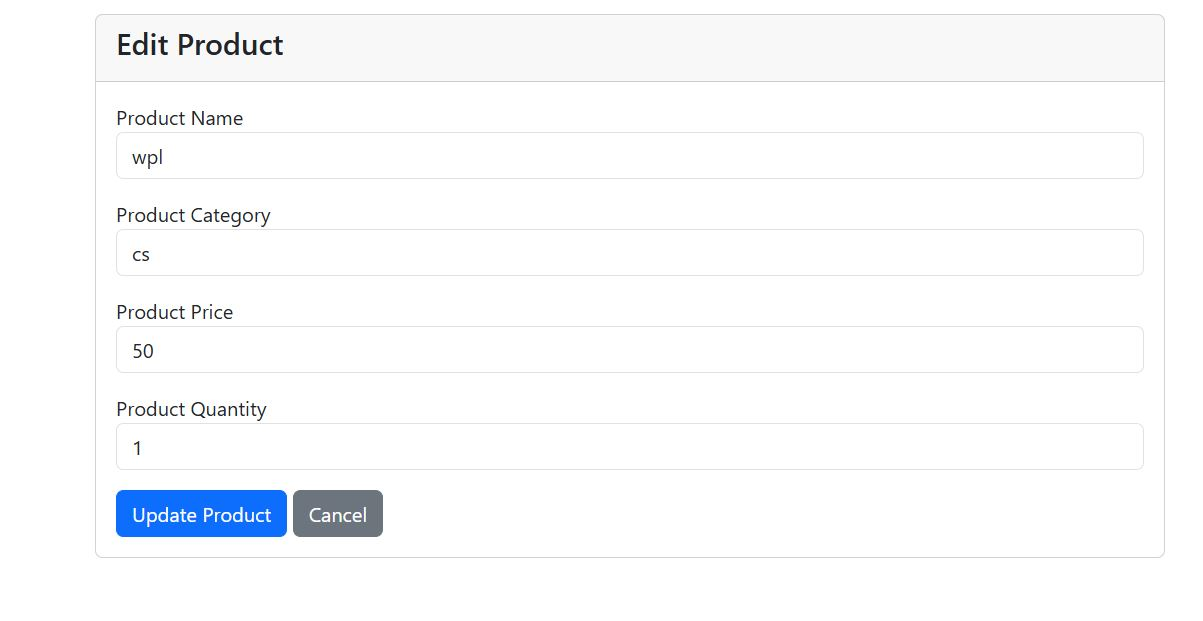 Edit Product
Product Name
wpl
Product Category
cs
Product Price
50
Product Quantity
1
Update Product Cancel